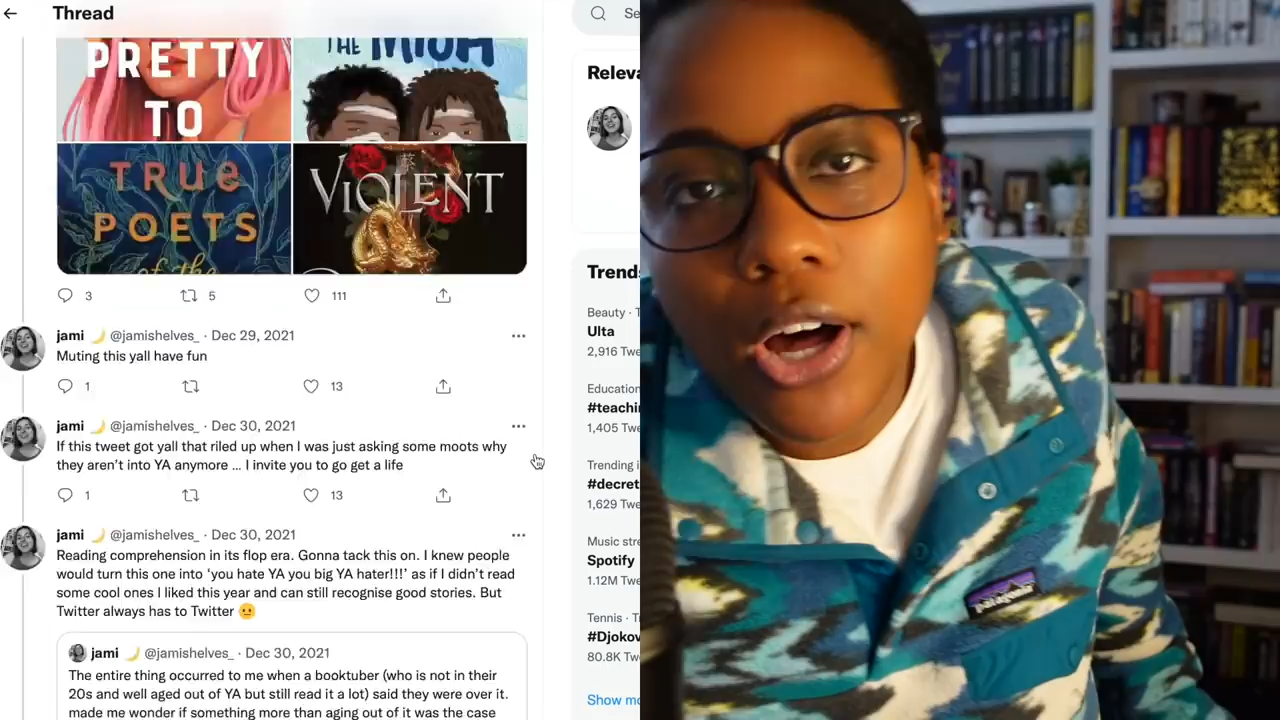 Thread
PRETTY
TO
THE MICA
TRUE
POETS
of the
VIOLENT
3
5
111
jami 🌙 @jamishelves_ · Dec 29, 2021
Muting this yall have fun
1
13
jami 🌙 @jamishelves_ · Dec 30, 2021
If this tweet got yall that riled up when I was just asking some moots why
they aren't into YA anymore ... I invite you to go get a life
1
13
jami 🌙 @jamishelves_ · Dec 30, 2021
Reading comprehension in its flop era. Gonna tack this on. I knew people
would turn this one into 'you hate YA you big YA hater!!!' as if I didn't read
some cool ones I liked this year and can still recognise good stories. But
Twitter always has to Twitter 😐
jami 🌙 @jamishelves_ · Dec 30, 2021
The entire thing occurred to me when a booktuber (who is not in their
20s and well aged out of YA but still read it a lot) said they were over it.
made me wonder if something more than aging out of it was the case
Se
Releva
Trends
Beauty · T
Ulta
2,916 Twe
Education
#teachin
1,405 Twe
Trending i
#decret
1,629 Twe
Music stre
Spotify
1.12M Twe
Tennis · T
#Djokov
80.8K Twe
Show mo
patagonia